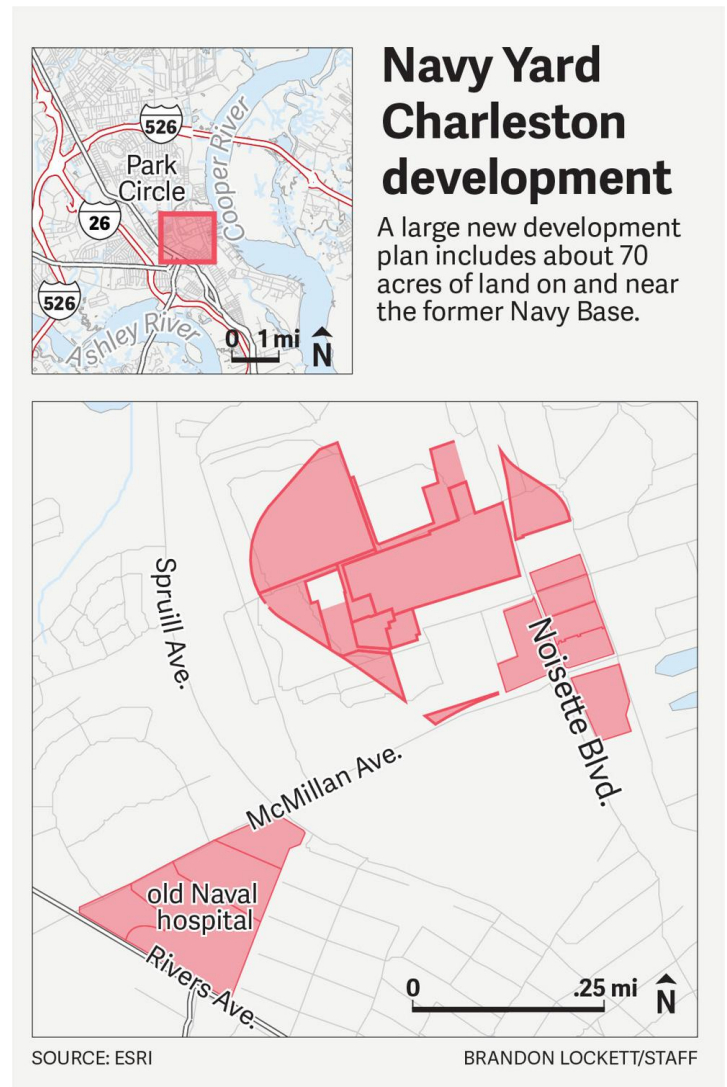 Navy Yard
Charleston
development
A large new development
plan includes about 70
acres of land on and near
the former Navy Base.
526
Park
Circle
Cooper River
26
526
Ashley River
0 1 mi
N
Spruill Ave.
Noisette Blvd.
McMillan Ave.
old Naval
hospital
Rivers Ave.
0 .25 mi
N
SOURCE: ESRI
BRANDON LOCKETT/STAFF